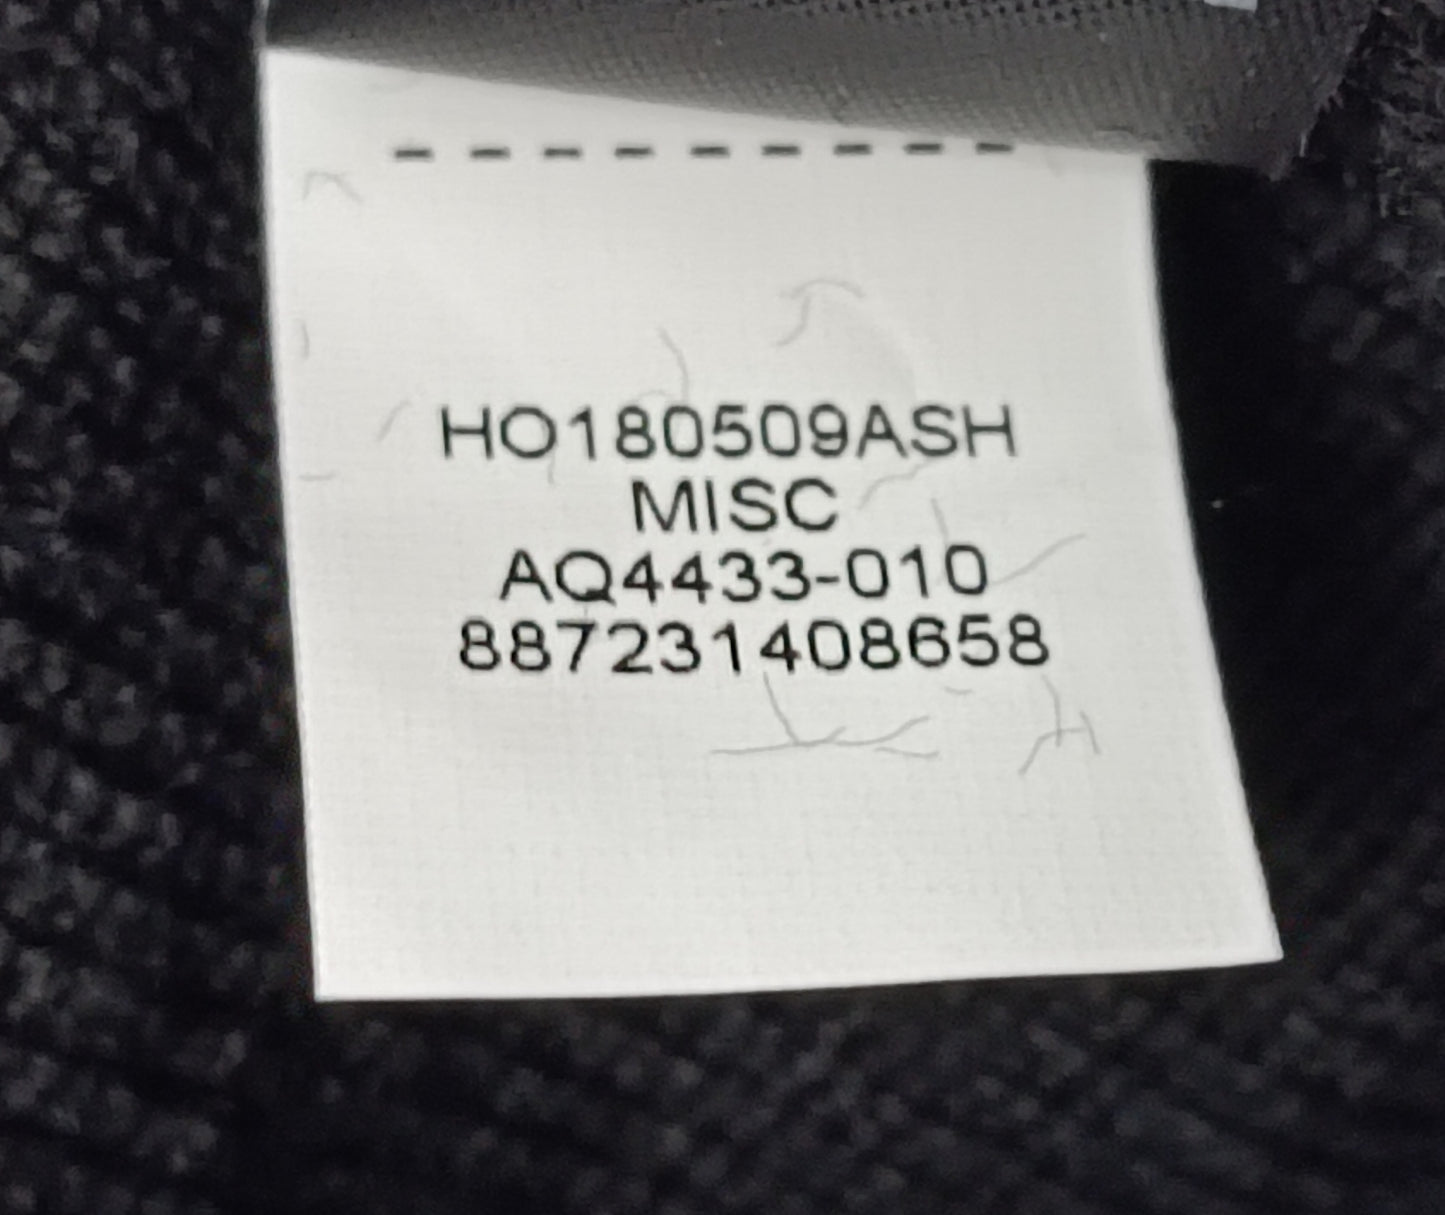 ---------
HO180509ASH
MISC
AQ4433-010
887231408658